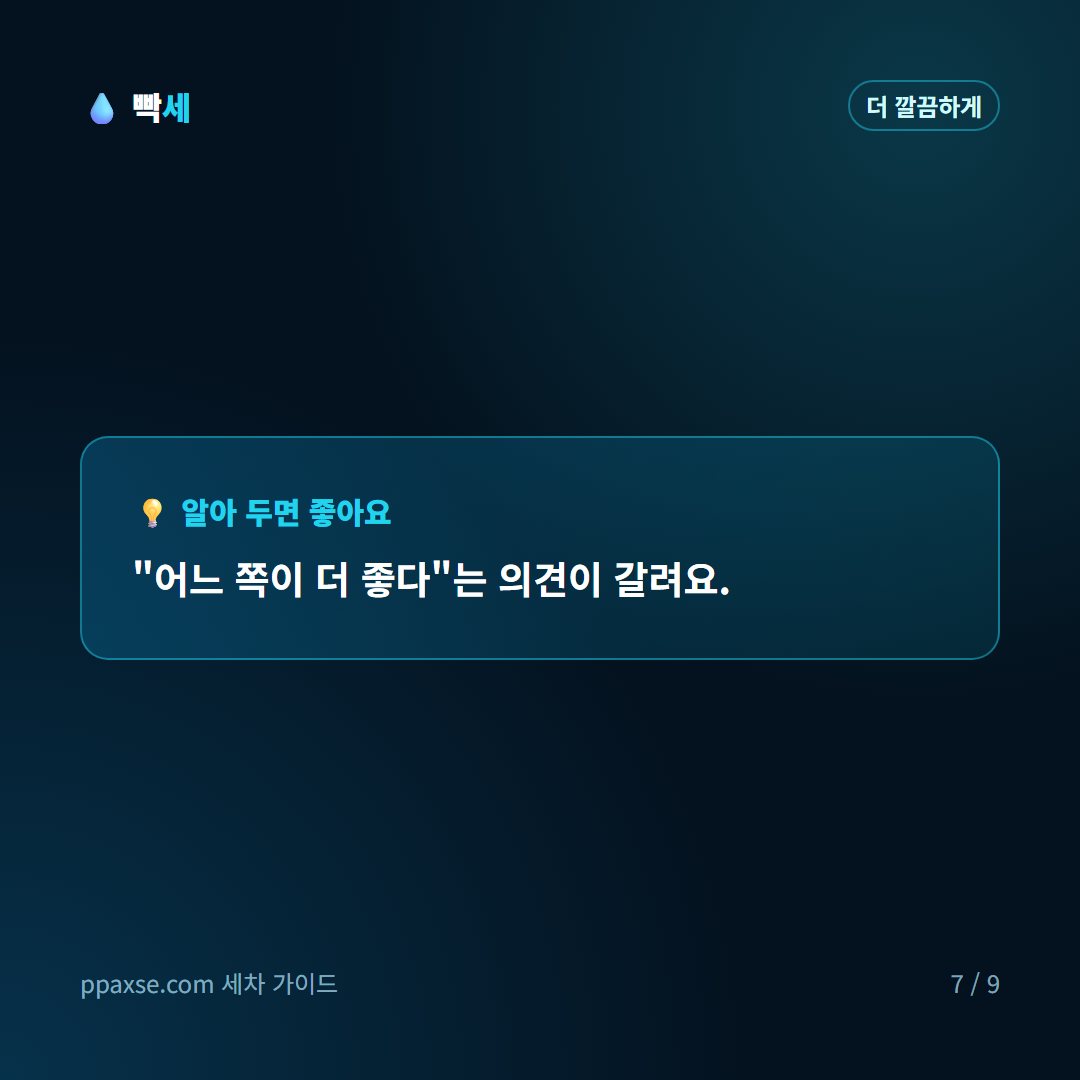 빡세
더 깔끔하게
알아 두면 좋아요
"어느 쪽이 더 좋다"는 의견이 갈려요.
ppaxse.com 세차 가이드
7 / 9